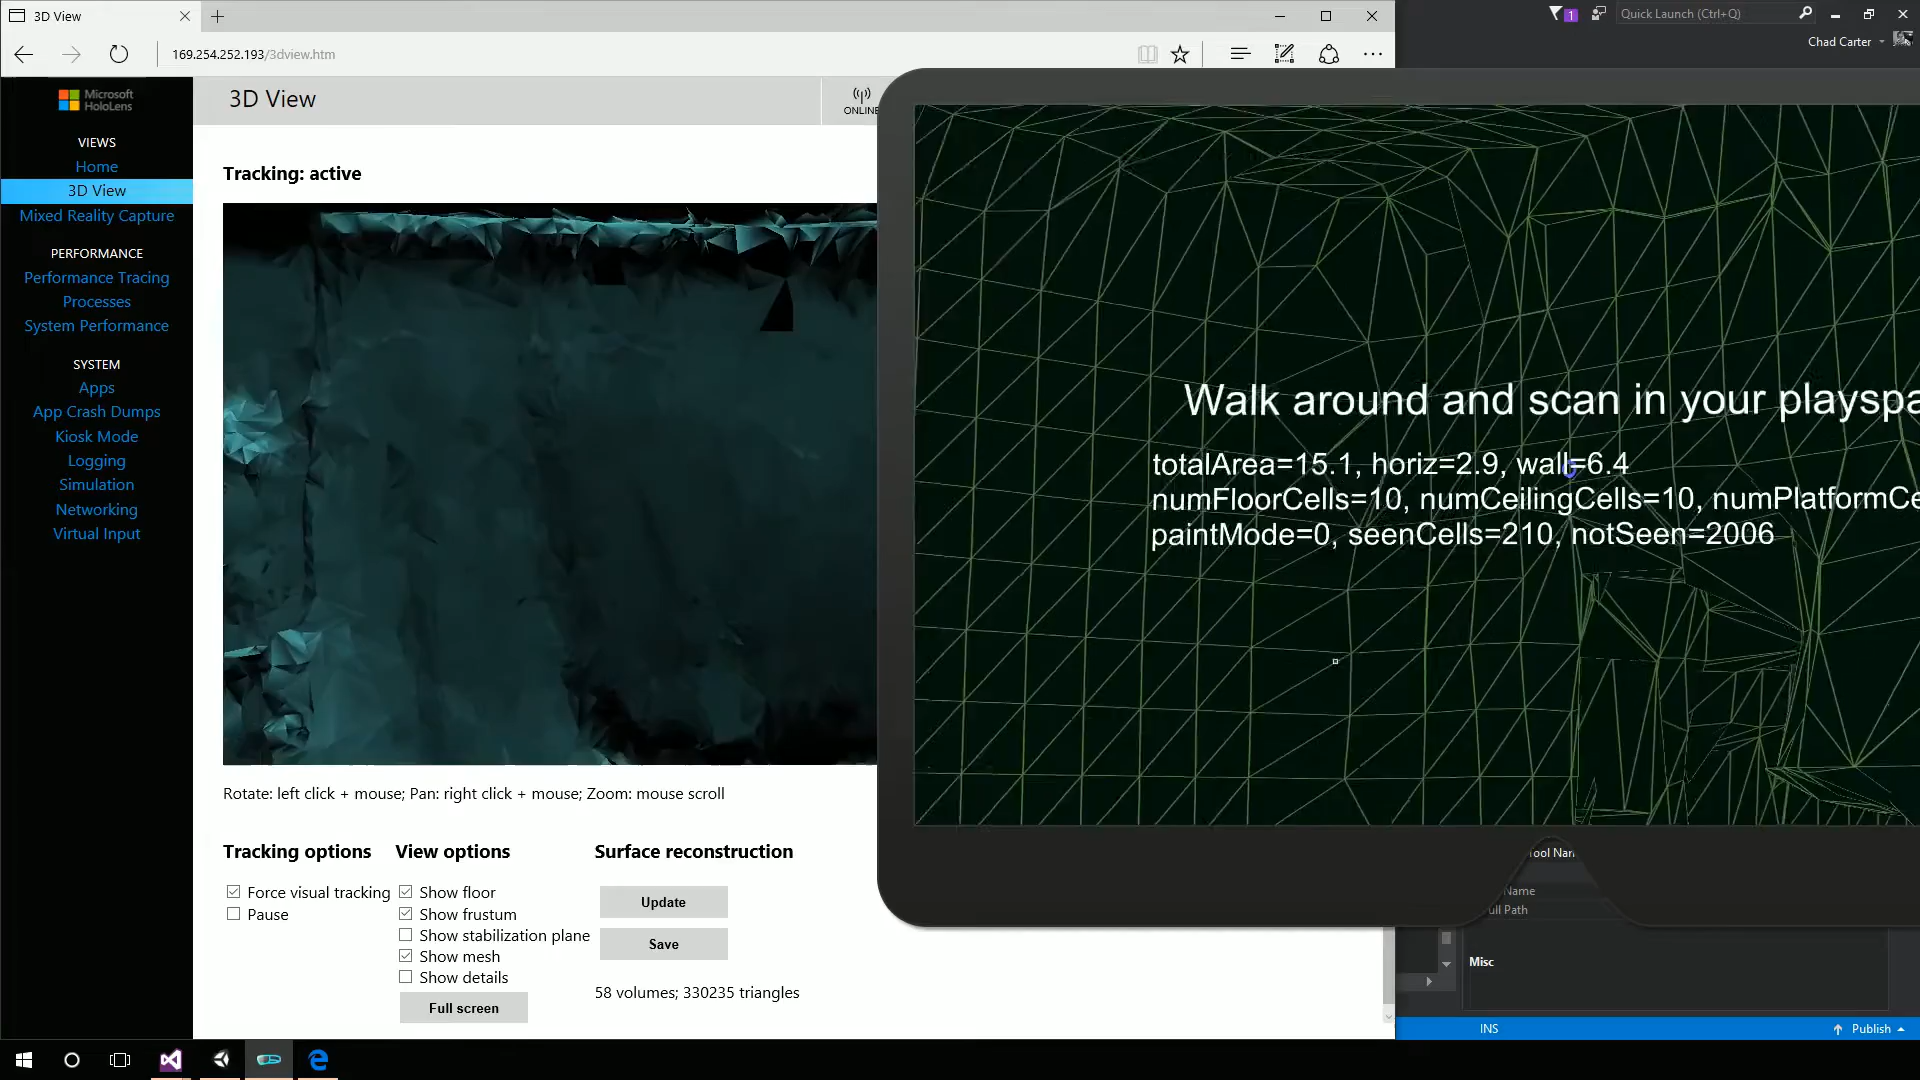 3D View
1
Quick Launch (Ctrl+Q)
169.254.252.193/3dview.htm
Chad Carter
Microsoft
HoloLens
3D View
ONLINE
VIEWS
Home
3D View
Mixed Reality Capture
PERFORMANCE
Performance Tracing
Processes
System Performance
SYSTEM
Apps
App Crash Dumps
Kiosk Mode
Logging
Simulation
Networking
Virtual Input
Tracking: active
Walk around and scan in your playspa
totalArea=15.1, horiz=2.9, wall=6.4
numFloorCells=10, numCeilingCells=10, numPlatformCe
paintMode=0, seenCells=210, notSeen=2006
Rotate: left click + mouse; Pan: right click + mouse; Zoom: mouse scroll
Tracking options
Force visual tracking
Pause
View options
Show floor
Show frustum
Show stabilization plane
Show mesh
Show details
Full screen
Surface reconstruction
Update
Save
58 volumes; 330235 triangles
ool Nam
Name
ull Path
Misc
INS
Publish